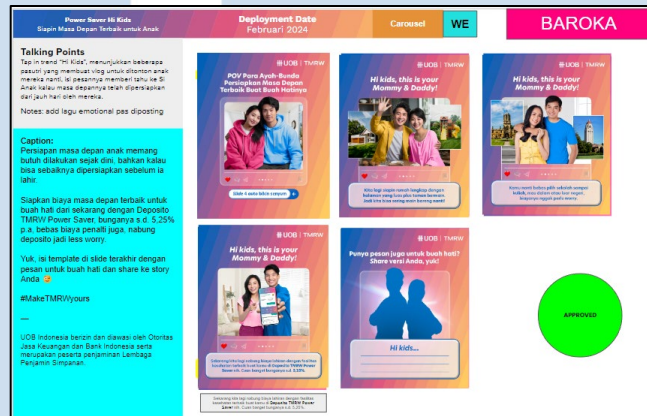 Power Saver Hi Kids
Siapin Masa Depan Terbaik untuk Anak
Deployment Date
Februari 2024
Carousel
WE
BAROKA
Talking Points
Tap in trend "Hi Kids", menunjukkan beberapa
pasutri yang membuat vlog untuk ditonton anak
mereka nanti. Isi pesannya memberi tahu ke Si
Anak kalau masa depannya telah dipersiapkan
dari jauh hari oleh mereka.
Notes: add lagu emotional pas diposting
Caption:
Persiapan masa depan anak memang
butuh dilakukan sejak dini, bahkan kalau
bisa sebaiknya dipersiapkan sebelum ia
lahir.
Siapkan biaya masa depan terbaik untuk
buah hati dari sekarang dengan Deposito
TMRW Power Saver, bunganya s.d. 5,25%
p.a, bebas biaya penalti juga, nabung
deposito jadi less worry.
Yuk, isi template di slide terakhir dengan
pesan untuk buah hati dan share ke story
Anda 🥰
#MakeTMRWyours
—
UOB Indonesia berizin dan diawasi oleh Otoritas
Jasa Keuangan dan Bank Indonesia serta
merupakan peserta penjaminan Lembaga
Penjamin Simpanan.
UOB | TMRW
POV Para Ayah-Bunda
Persiapkan Masa Depan
Terbaik Buat Buah Hatinya
UOB | TMRW
Hi kids, this is your
Mommy & Daddy!
UOB | TMRW
Hi kids, this is your
Mommy & Daddy!
UOB | TMRW
Hi kids, this is your
Mommy & Daddy!
UOB | TMRW
Punya pesan juga untuk buah hati?
Share versi Anda, yuk!
Hi kids...
APPROVED